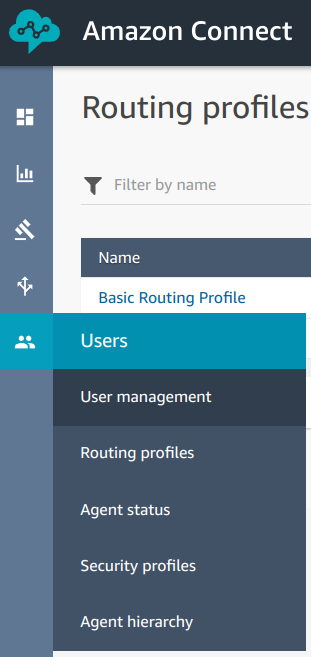 Amazon Connect
Routing profiles
Filter by name
Name
Basic Routing Profile
Users
User management
Routing profiles
Agent status
Security profiles
Agent hierarchy